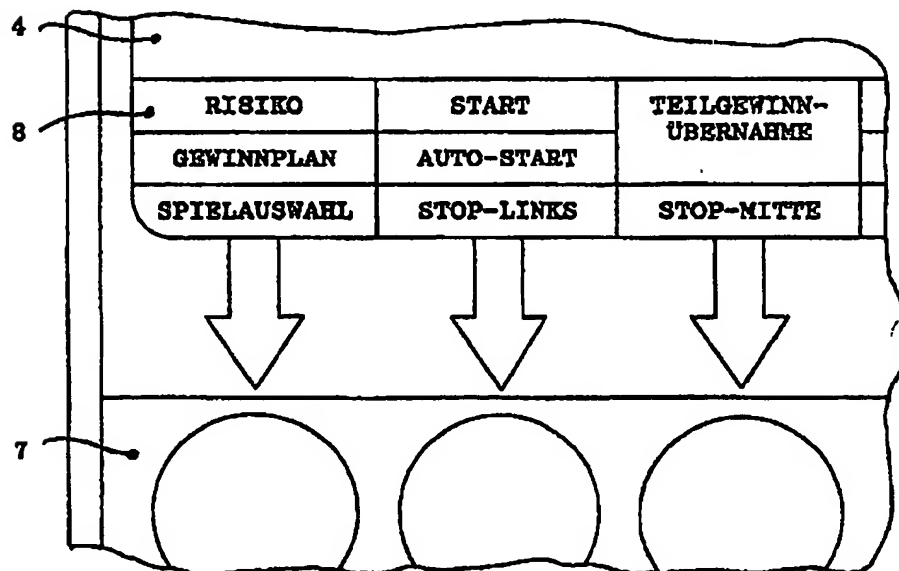 4
8
RISIKO
START
TEILGEWINN-
ÜBERNAHME
GEWINNPLAN
AUTO-START
SPIELAUSWAHL
STOP-LINKS
STOP-MITTE
7